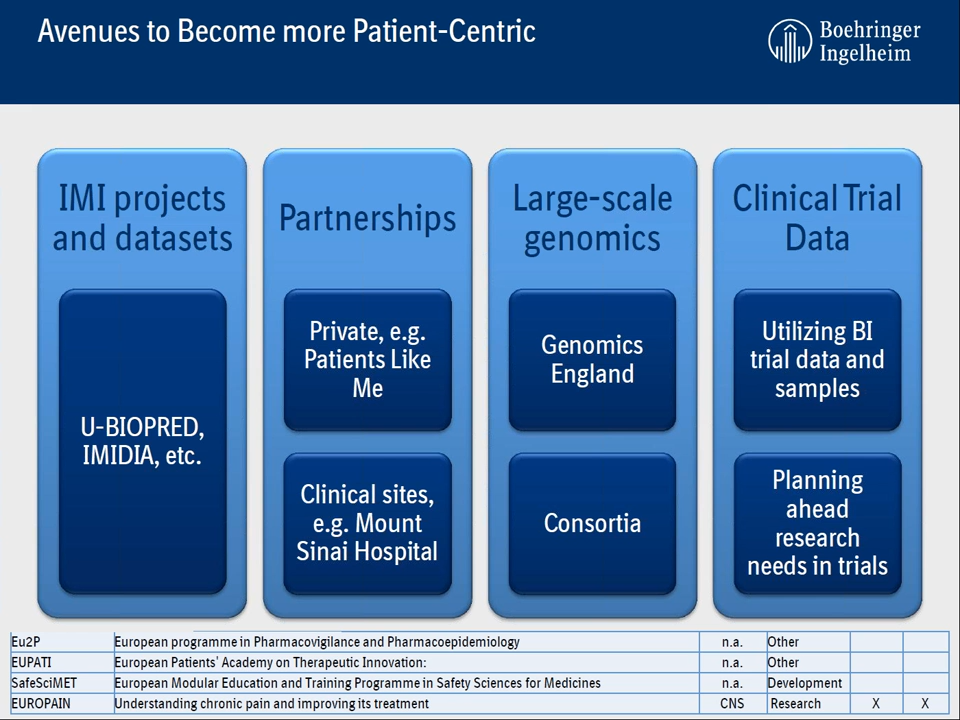 Avenues to Become more Patient-Centric
Boehringer
Ingelheim
IMI projects
and datasets
U-BIOPRED,
IMIDIA, etc.
Partnerships
Private, e.g.
Patients Like
Me
Clinical sites,
e.g. Mount
Sinai Hospital
Large-scale
genomics
Genomics
England
Consortia
Clinical Trial
Data
Utilizing BI
trial data and
samples
Planning
ahead
research
needs in trials
Eu2P European programme in Pharmacovigilance and Pharmacoepidemiology n.a. Other
EUPATI European Patients' Academy on Therapeutic Innovation: n.a. Other
SafeSciMET European Modular Education and Training Programme in Safety Sciences for Medicines n.a. Development
EUROPAIN Understanding chronic pain and improving its treatment CNS Research X X